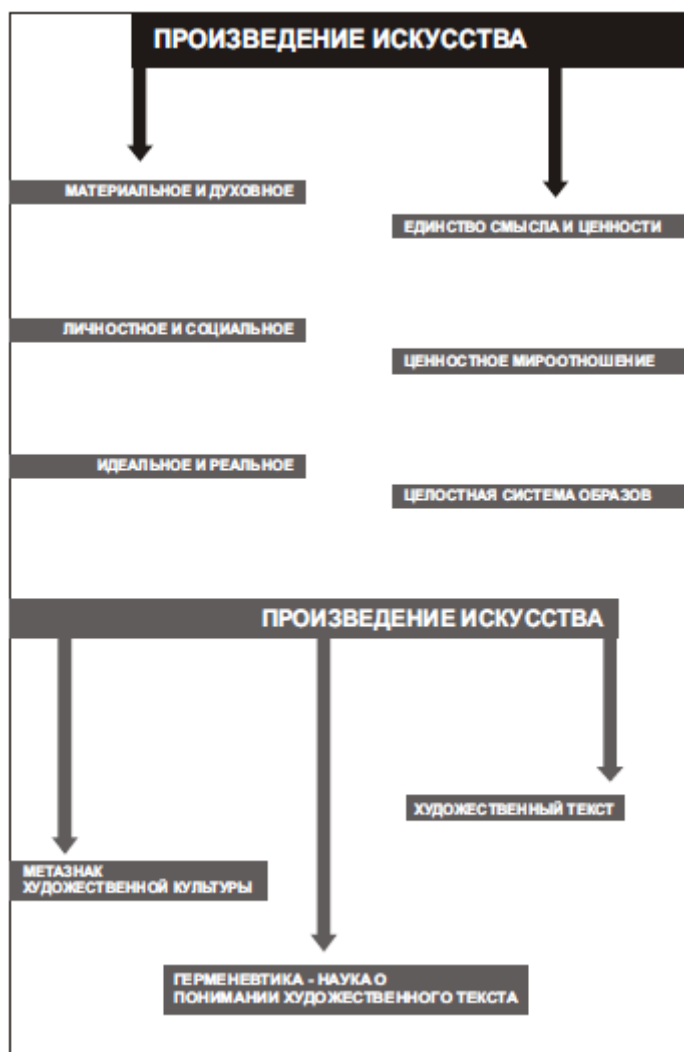 ПРОИЗВЕДЕНИЕ ИСКУССТВА
МАТЕРИАЛЬНОЕ И ДУХОВНОЕ
ЕДИНСТВО СМЫСЛА И ЦЕННОСТИ
ЛИЧНОСТНОЕ И СОЦИАЛЬНОЕ
ЦЕННОСТНОЕ МИРООТНОШЕНИЕ
ИДЕАЛЬНОЕ И РЕАЛЬНОЕ
ЦЕЛОСТНАЯ СИСТЕМА ОБРАЗОВ
ПРОИЗВЕДЕНИЕ ИСКУССТВА
ХУДОЖЕСТВЕННЫЙ ТЕКСТ
МЕТАЗНАК
ХУДОЖЕСТВЕННОЙ КУЛЬТУРЫ
ГЕРМЕНЕВТИКА - НАУКА О
ПОНИМАНИИ ХУДОЖЕСТВЕННОГО ТЕКСТА